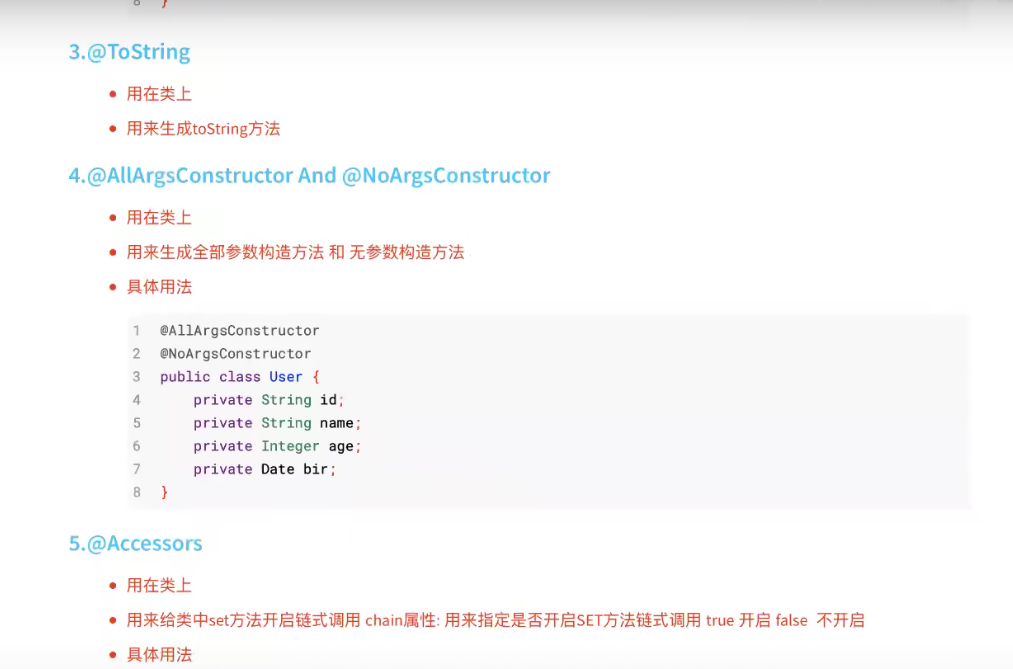 8 }
3.@ToString
• 用在类上
• 用来生成toString方法
4.@AllArgsConstructor And @NoArgsConstructor
• 用在类上
• 用来生成全部参数构造方法 和 无参数构造方法
• 具体用法
1 @AllArgsConstructor
2 @NoArgsConstructor
3 public class User {
4     private String id;
5     private String name;
6     private Integer age;
7     private Date bir;
8 }
5.@Accessors
• 用在类上
• 用来给类中set方法开启链式调用 chain属性: 用来指定是否开启SET方法链式调用 true 开启 false 不开启
• 具体用法